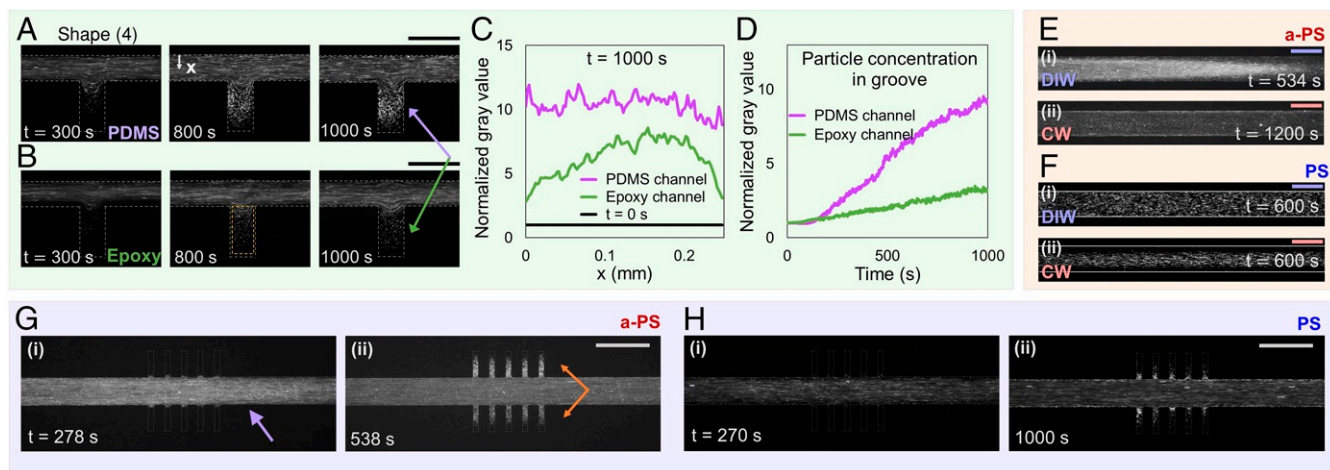 A
Shape (4)
x
t = 300 s
PDMS
800 s
1000 s
B
t = 300 s
Epoxy
800 s
1000 s
C
15
10
5
0
Normalized gray value
t = 1000 s
PDMS channel
Epoxy channel
t = 0 s
0
0.1
0.2
x (mm)
D
Particle concentration
in groove
10
5
0
Normalized gray value
PDMS channel
Epoxy channel
0
500
1000
Time (s)
E
a-PS
(i)
DIW
t = 534 s
(ii)
CW
t = 1200 s
F
PS
(i)
DIW
t = 600 s
(ii)
CW
t = 600 s
G
a-PS
(i)
t = 278 s
(ii)
538 s
H
PS
(i)
t = 270 s
(ii)
1000 s